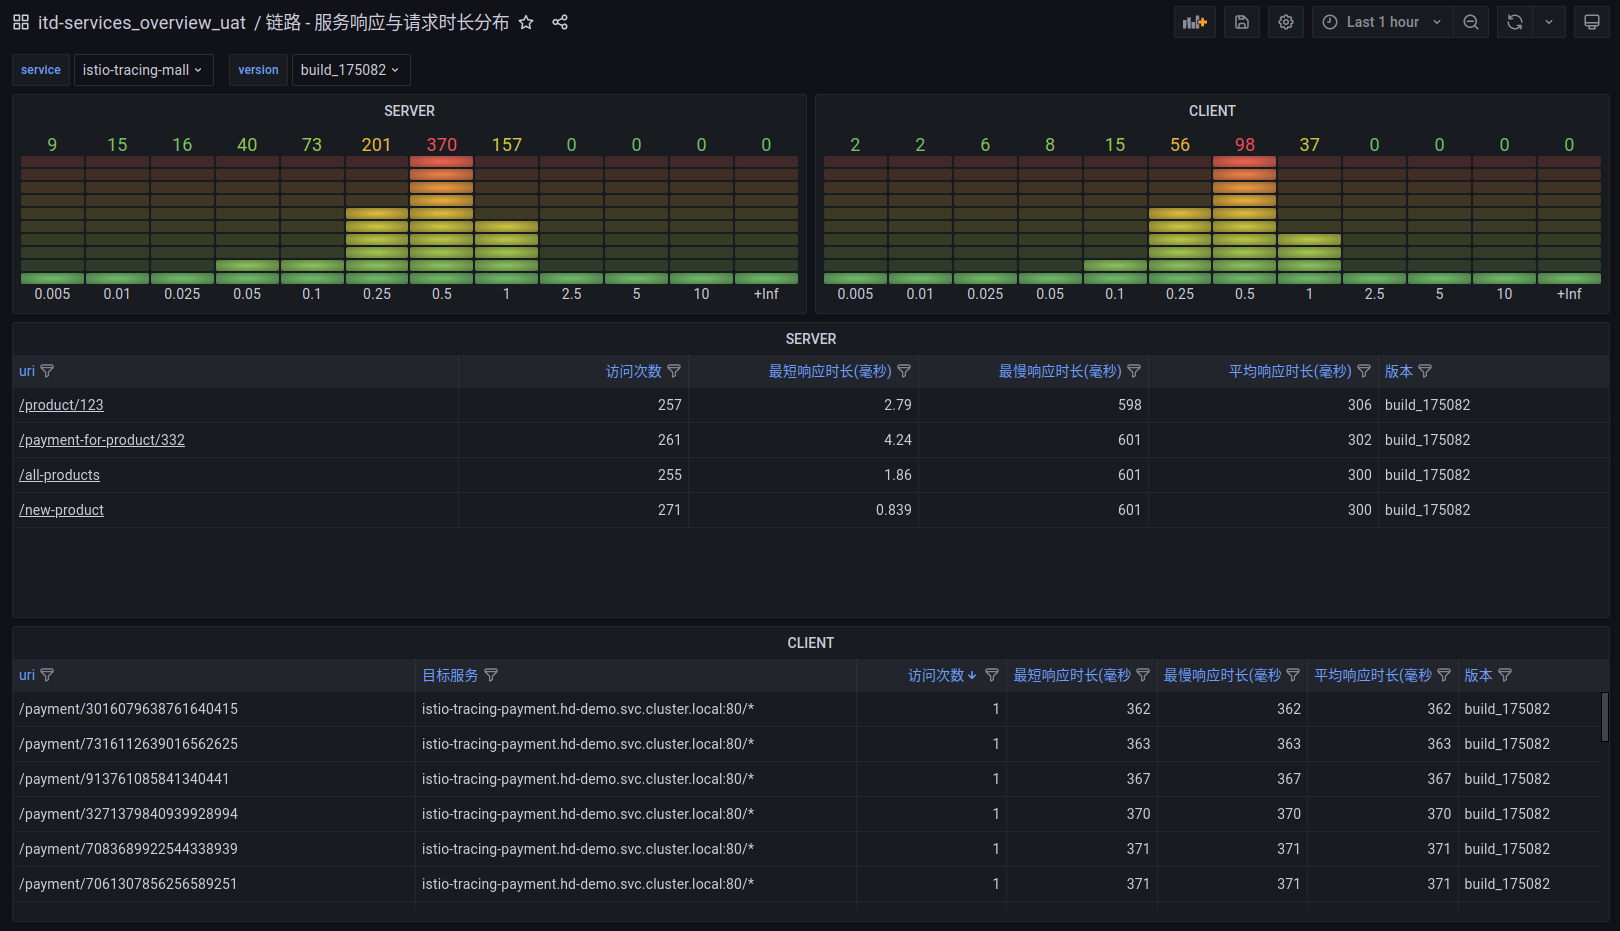 itd-services_overview_uat / 链路 - 服务响应与请求时长分布
Last 1 hour
service istio-tracing-mall version build_175082
SERVER
9 15 16 40 73 201 370 157 0 0 0 0
0.005 0.01 0.025 0.05 0.1 0.25 0.5 1 2.5 5 10 +Inf
CLIENT
2 2 6 8 15 56 98 37 0 0 0 0
0.005 0.01 0.025 0.05 0.1 0.25 0.5 1 2.5 5 10 +Inf
SERVER
uri 访问次数 最短响应时长(毫秒) 最慢响应时长(毫秒) 平均响应时长(毫秒) 版本
/product/123 257 2.79 598 306 build_175082
/payment-for-product/332 261 4.24 601 302 build_175082
/all-products 255 1.86 601 300 build_175082
/new-product 271 0.839 601 300 build_175082
CLIENT
uri 目标服务 访问次数 最短响应时长(毫秒 最慢响应时长(毫秒 平均响应时长(毫秒 版本
/payment/3016079638761640415 istio-tracing-payment.hd-demo.svc.cluster.local:80/* 1 362 362 362 build_175082
/payment/7316112639016562625 istio-tracing-payment.hd-demo.svc.cluster.local:80/* 1 363 363 363 build_175082
/payment/913761085841340441 istio-tracing-payment.hd-demo.svc.cluster.local:80/* 1 367 367 367 build_175082
/payment/3271379840939928994 istio-tracing-payment.hd-demo.svc.cluster.local:80/* 1 370 370 370 build_175082
/payment/7083689922544338939 istio-tracing-payment.hd-demo.svc.cluster.local:80/* 1 371 371 371 build_175082
/payment/7061307856256589251 istio-tracing-payment.hd-demo.svc.cluster.local:80/* 1 371 371 371 build_175082